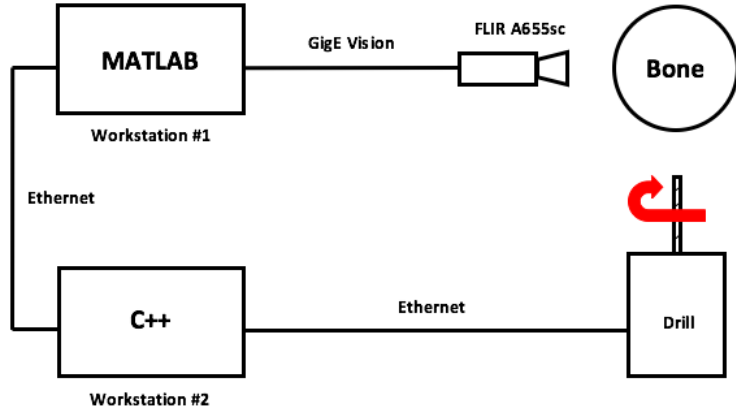 FLIR A655sc
GigE Vision
MATLAB
Bone
Workstation #1
Ethernet
C++
Ethernet
Drill
Workstation #2